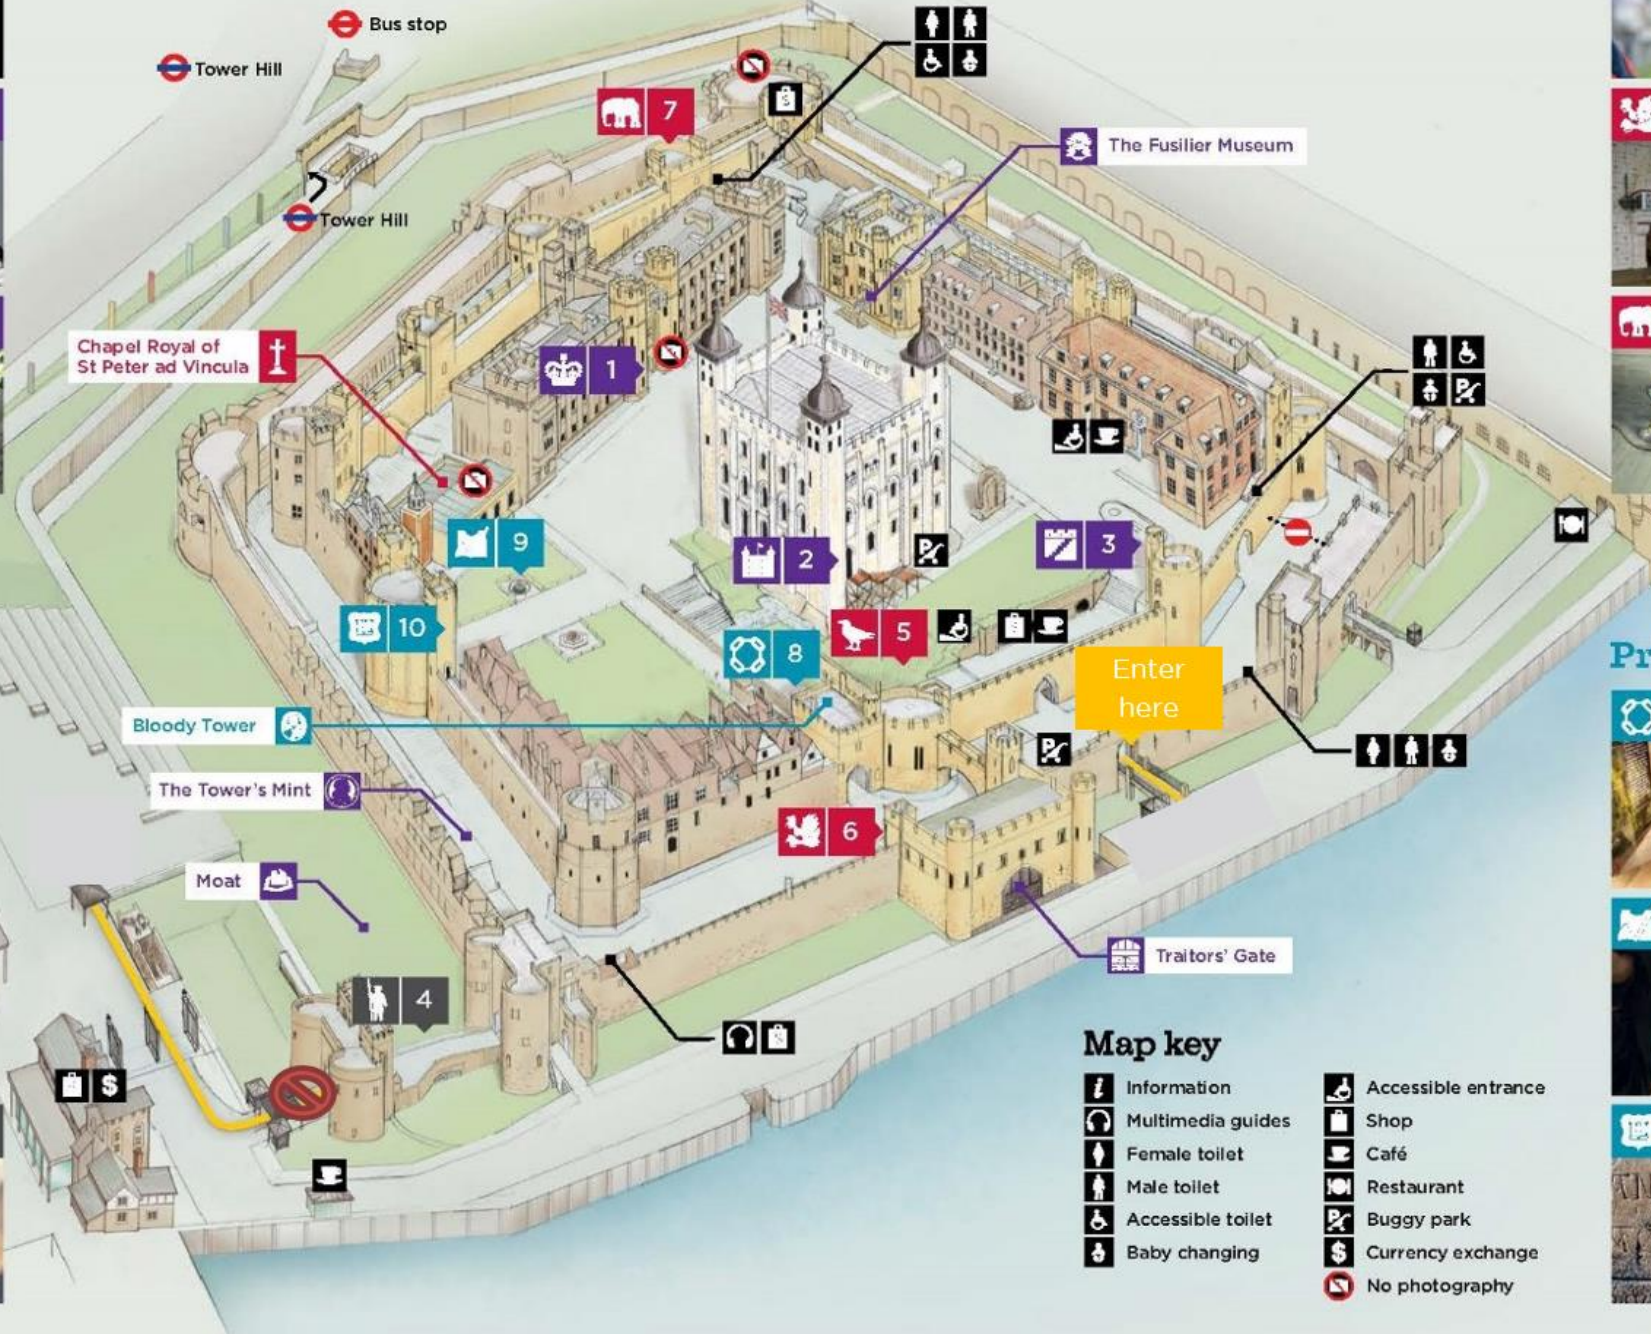 Bus stop
Tower Hill
7
The Fusilier Museum
Tower Hill
Chapel Royal of
St Peter ad Vincula
1
9
2
3
10
8
5
Enter
here
Pr
Bloody Tower
The Tower's Mint
6
Moat
Traitors' Gate
4
$
Map key
i Information
Multimedia guides
Female toilet
Male toilet
Accessible toilet
Baby changing
Accessible entrance
Shop
Café
Restaurant
P Buggy park
$ Currency exchange
No photography